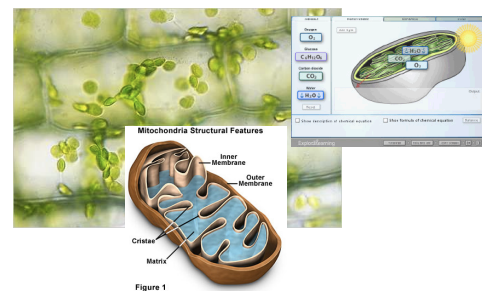 Oxygen
O₂
Glucose
C₆H₁₂O₆
Carbon dioxide
CO₂
Water
H₂O
H₂O
CO₂
O₂
Show description of chemical equation
Show formula of chemical equation
ExploreLearning
Mitochondria Structural Features
Inner
Membrane
Outer
Membrane
Cristae
Matrix
Figure 1